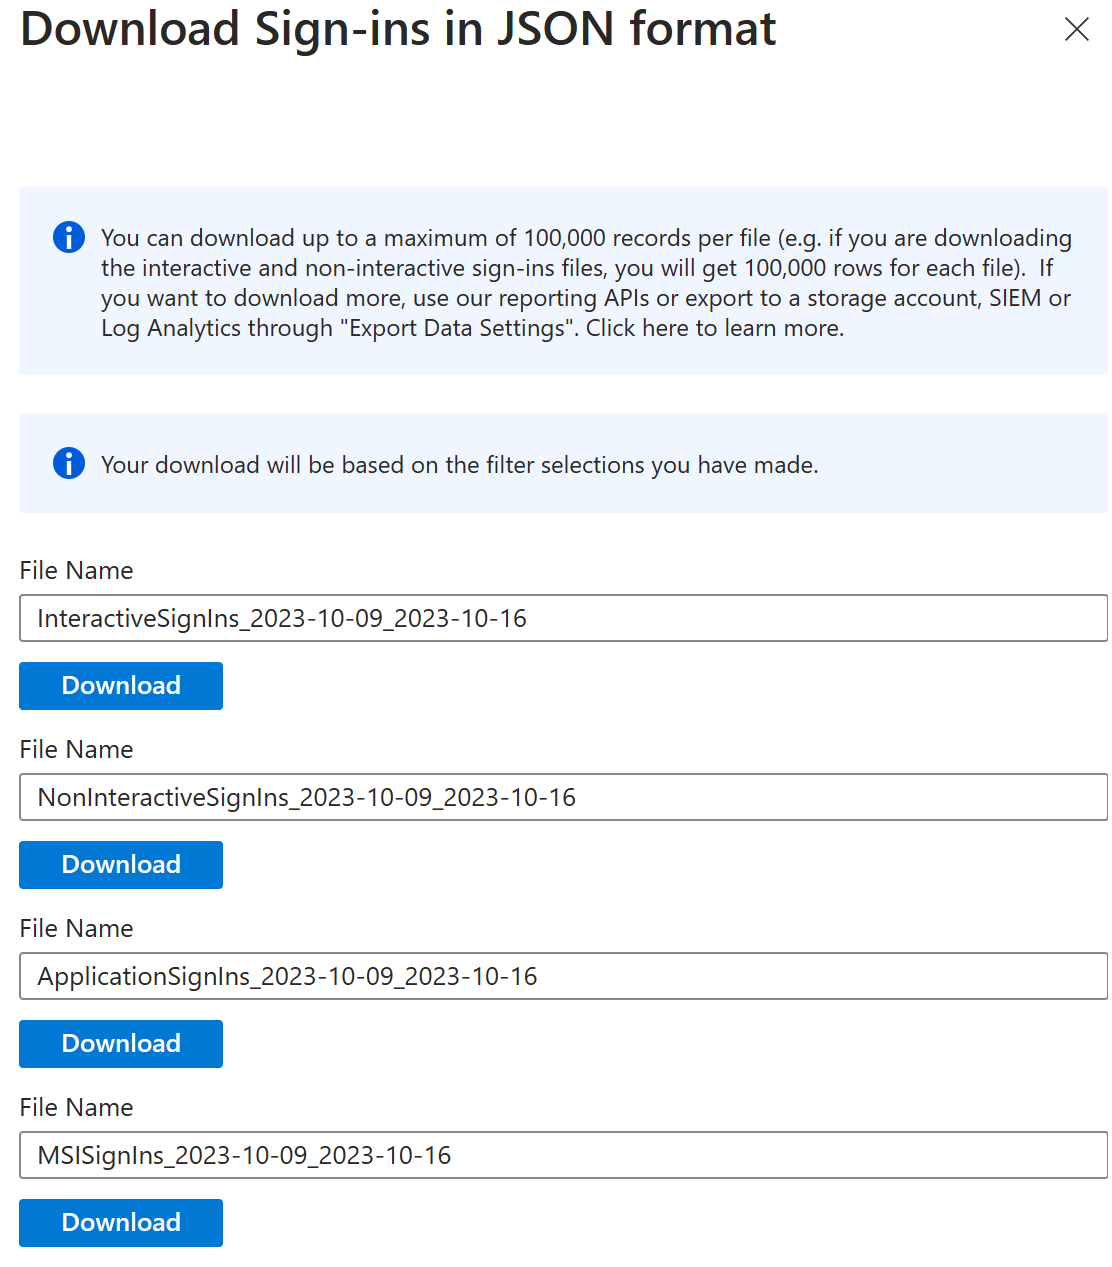 Download Sign-ins in JSON format
You can download up to a maximum of 100,000 records per file (e.g. if you are downloading
the interactive and non-interactive sign-ins files, you will get 100,000 rows for each file).  If
you want to download more, use our reporting APIs or export to a storage account, SIEM or
Log Analytics through "Export Data Settings". Click here to learn more.
Your download will be based on the filter selections you have made.
File Name
InteractiveSignIns_2023-10-09_2023-10-16
Download
File Name
NonInteractiveSignIns_2023-10-09_2023-10-16
Download
File Name
ApplicationSignIns_2023-10-09_2023-10-16
Download
File Name
MSISignIns_2023-10-09_2023-10-16
Download